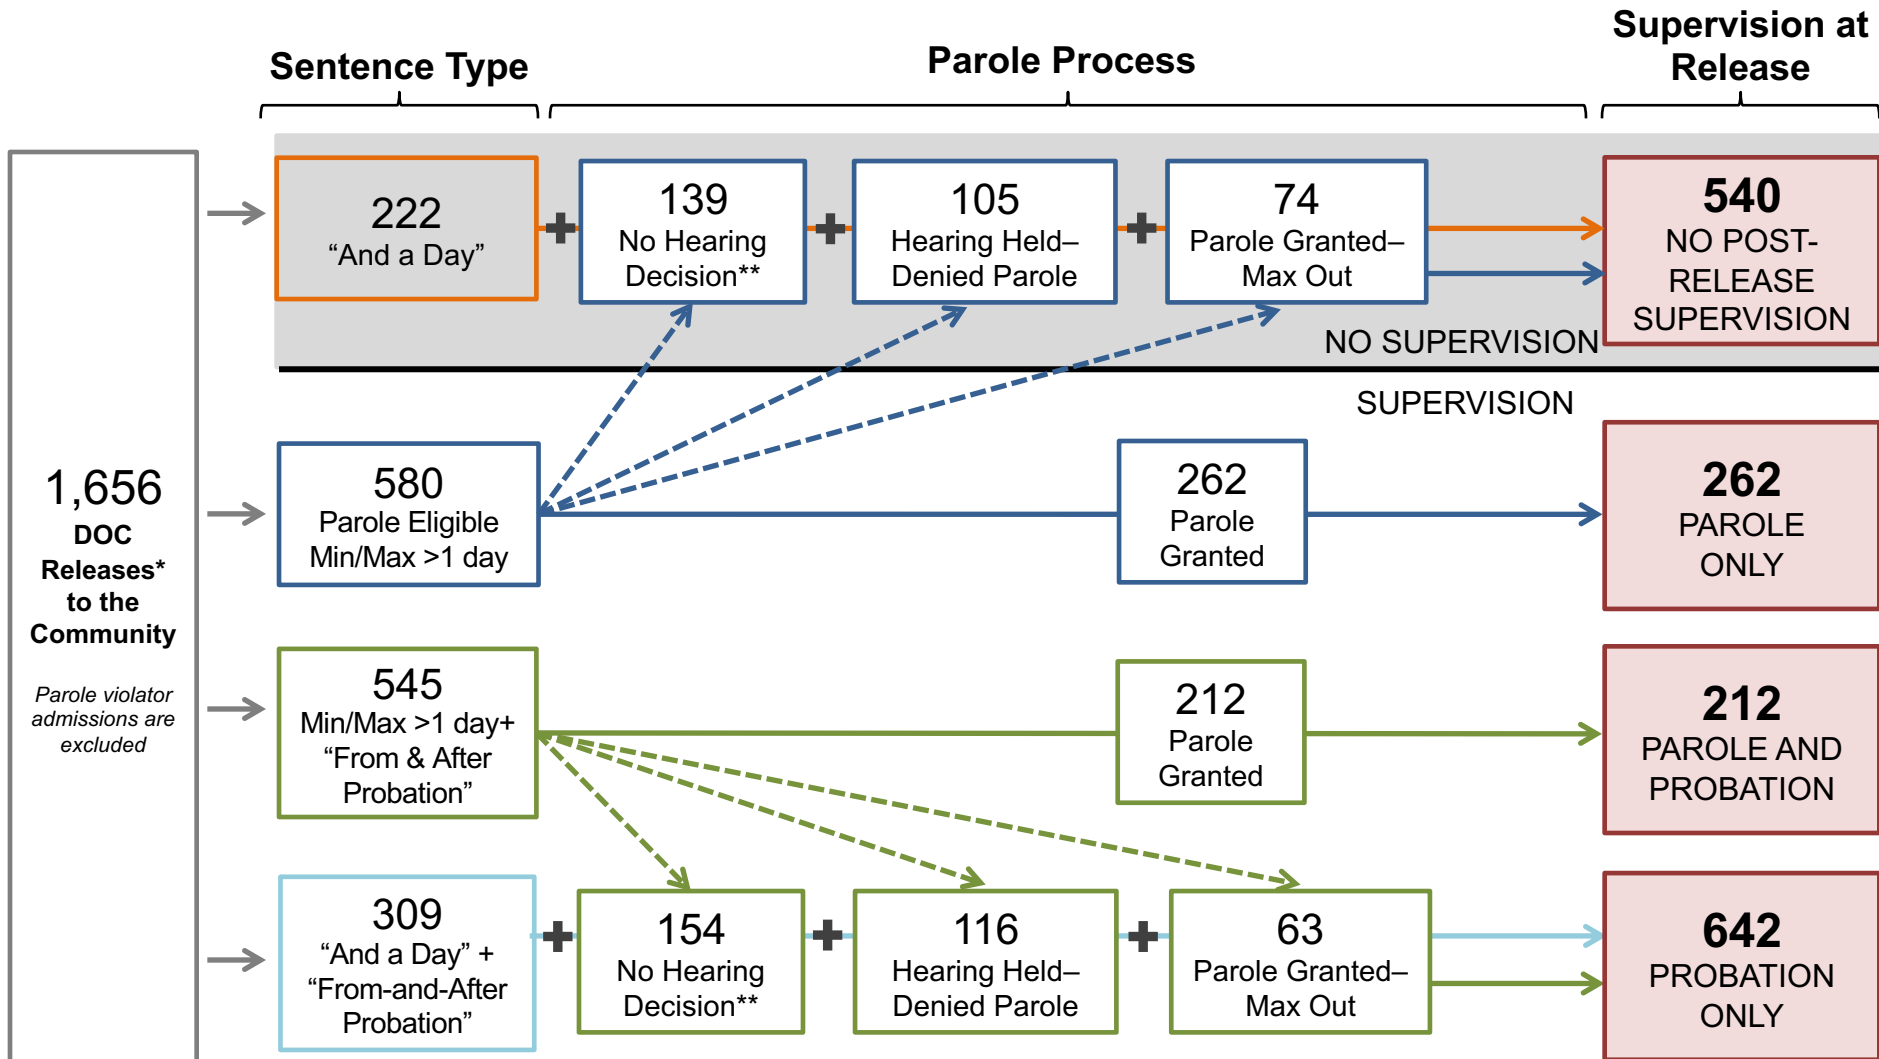 Sentence Type
Parole Process
Supervision at
Release
1,656
DOC
Releases*
to the
Community
Parole violator
admissions are
excluded
222
“And a Day”
139
No Hearing
Decision**
105
Hearing Held–
Denied Parole
74
Parole Granted–
Max Out
540
NO POST-
RELEASE
SUPERVISION
NO SUPERVISION
SUPERVISION
580
Parole Eligible
Min/Max >1 day
262
Parole
Granted
262
PAROLE
ONLY
545
Min/Max >1 day+
“From & After
Probation”
212
Parole
Granted
212
PAROLE AND
PROBATION
309
“And a Day” +
“From-and-After
Probation”
154
No Hearing
Decision**
116
Hearing Held–
Denied Parole
63
Parole Granted–
Max Out
642
PROBATION
ONLY